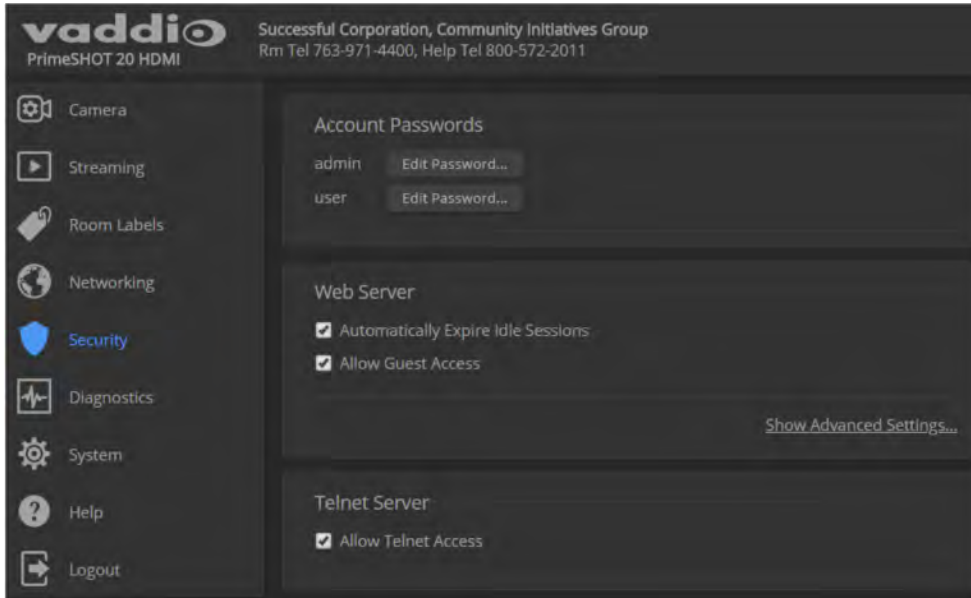 vaddio
PrimeSHOT 20 HDMI
Successful Corporation, Community Initiatives Group
Rm Tel 763-971-4400, Help Tel 800-572-2011
Camera
Streaming
Room Labels
Networking
Security
Diagnostics
System
Help
Logout
Account Passwords
admin Edit Password...
user Edit Password...
Web Server
Automatically Expire Idle Sessions
Allow Guest Access
Show Advanced Settings...
Telnet Server
Allow Telnet Access